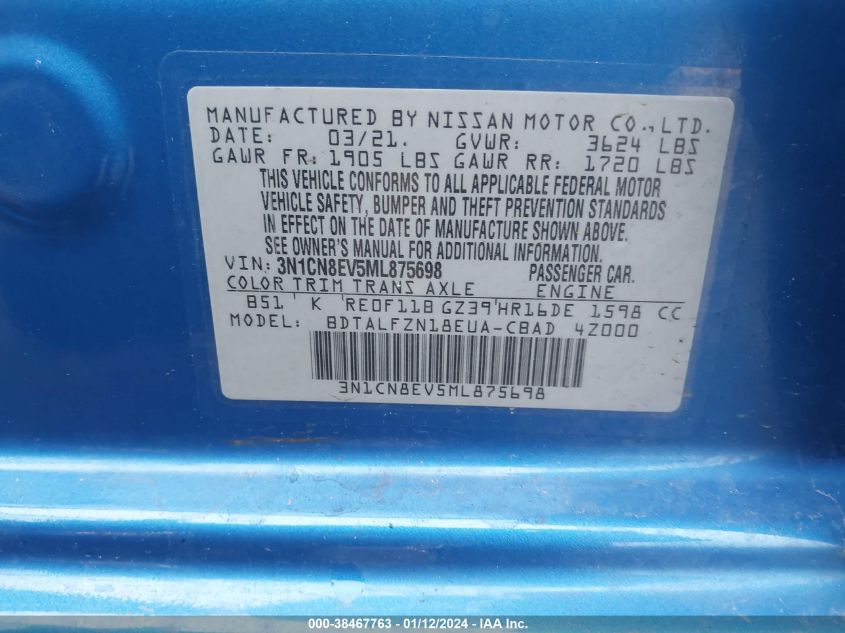 MANUFACTURED BY NISSAN MOTOR CO., LTD.
DATE: 03/21. GVWR: 3624 LBS
GAWR FR: 1905 LBS GAWR RR: 1720 LBS
THIS VEHICLE CONFORMS TO ALL APPLICABLE FEDERAL MOTOR
VEHICLE SAFETY, BUMPER AND THEFT PREVENTION STANDARDS
IN EFFECT ON THE DATE OF MANUFACTURE SHOWN ABOVE.
SEE OWNER'S MANUAL FOR ADDITIONAL INFORMATION.
VIN: 3N1CN8EV5ML875698 PASSENGER CAR.
COLOR TRIM TRANS AXLE ENGINE
B51 K RE0F11B GZ39 HR16DE 1598 CC
BDTALFZN18EUA-CBAD 4Z000
3N1CN8EV5ML875698
000-38467763 - 01/12/2024 - IAA Inc.